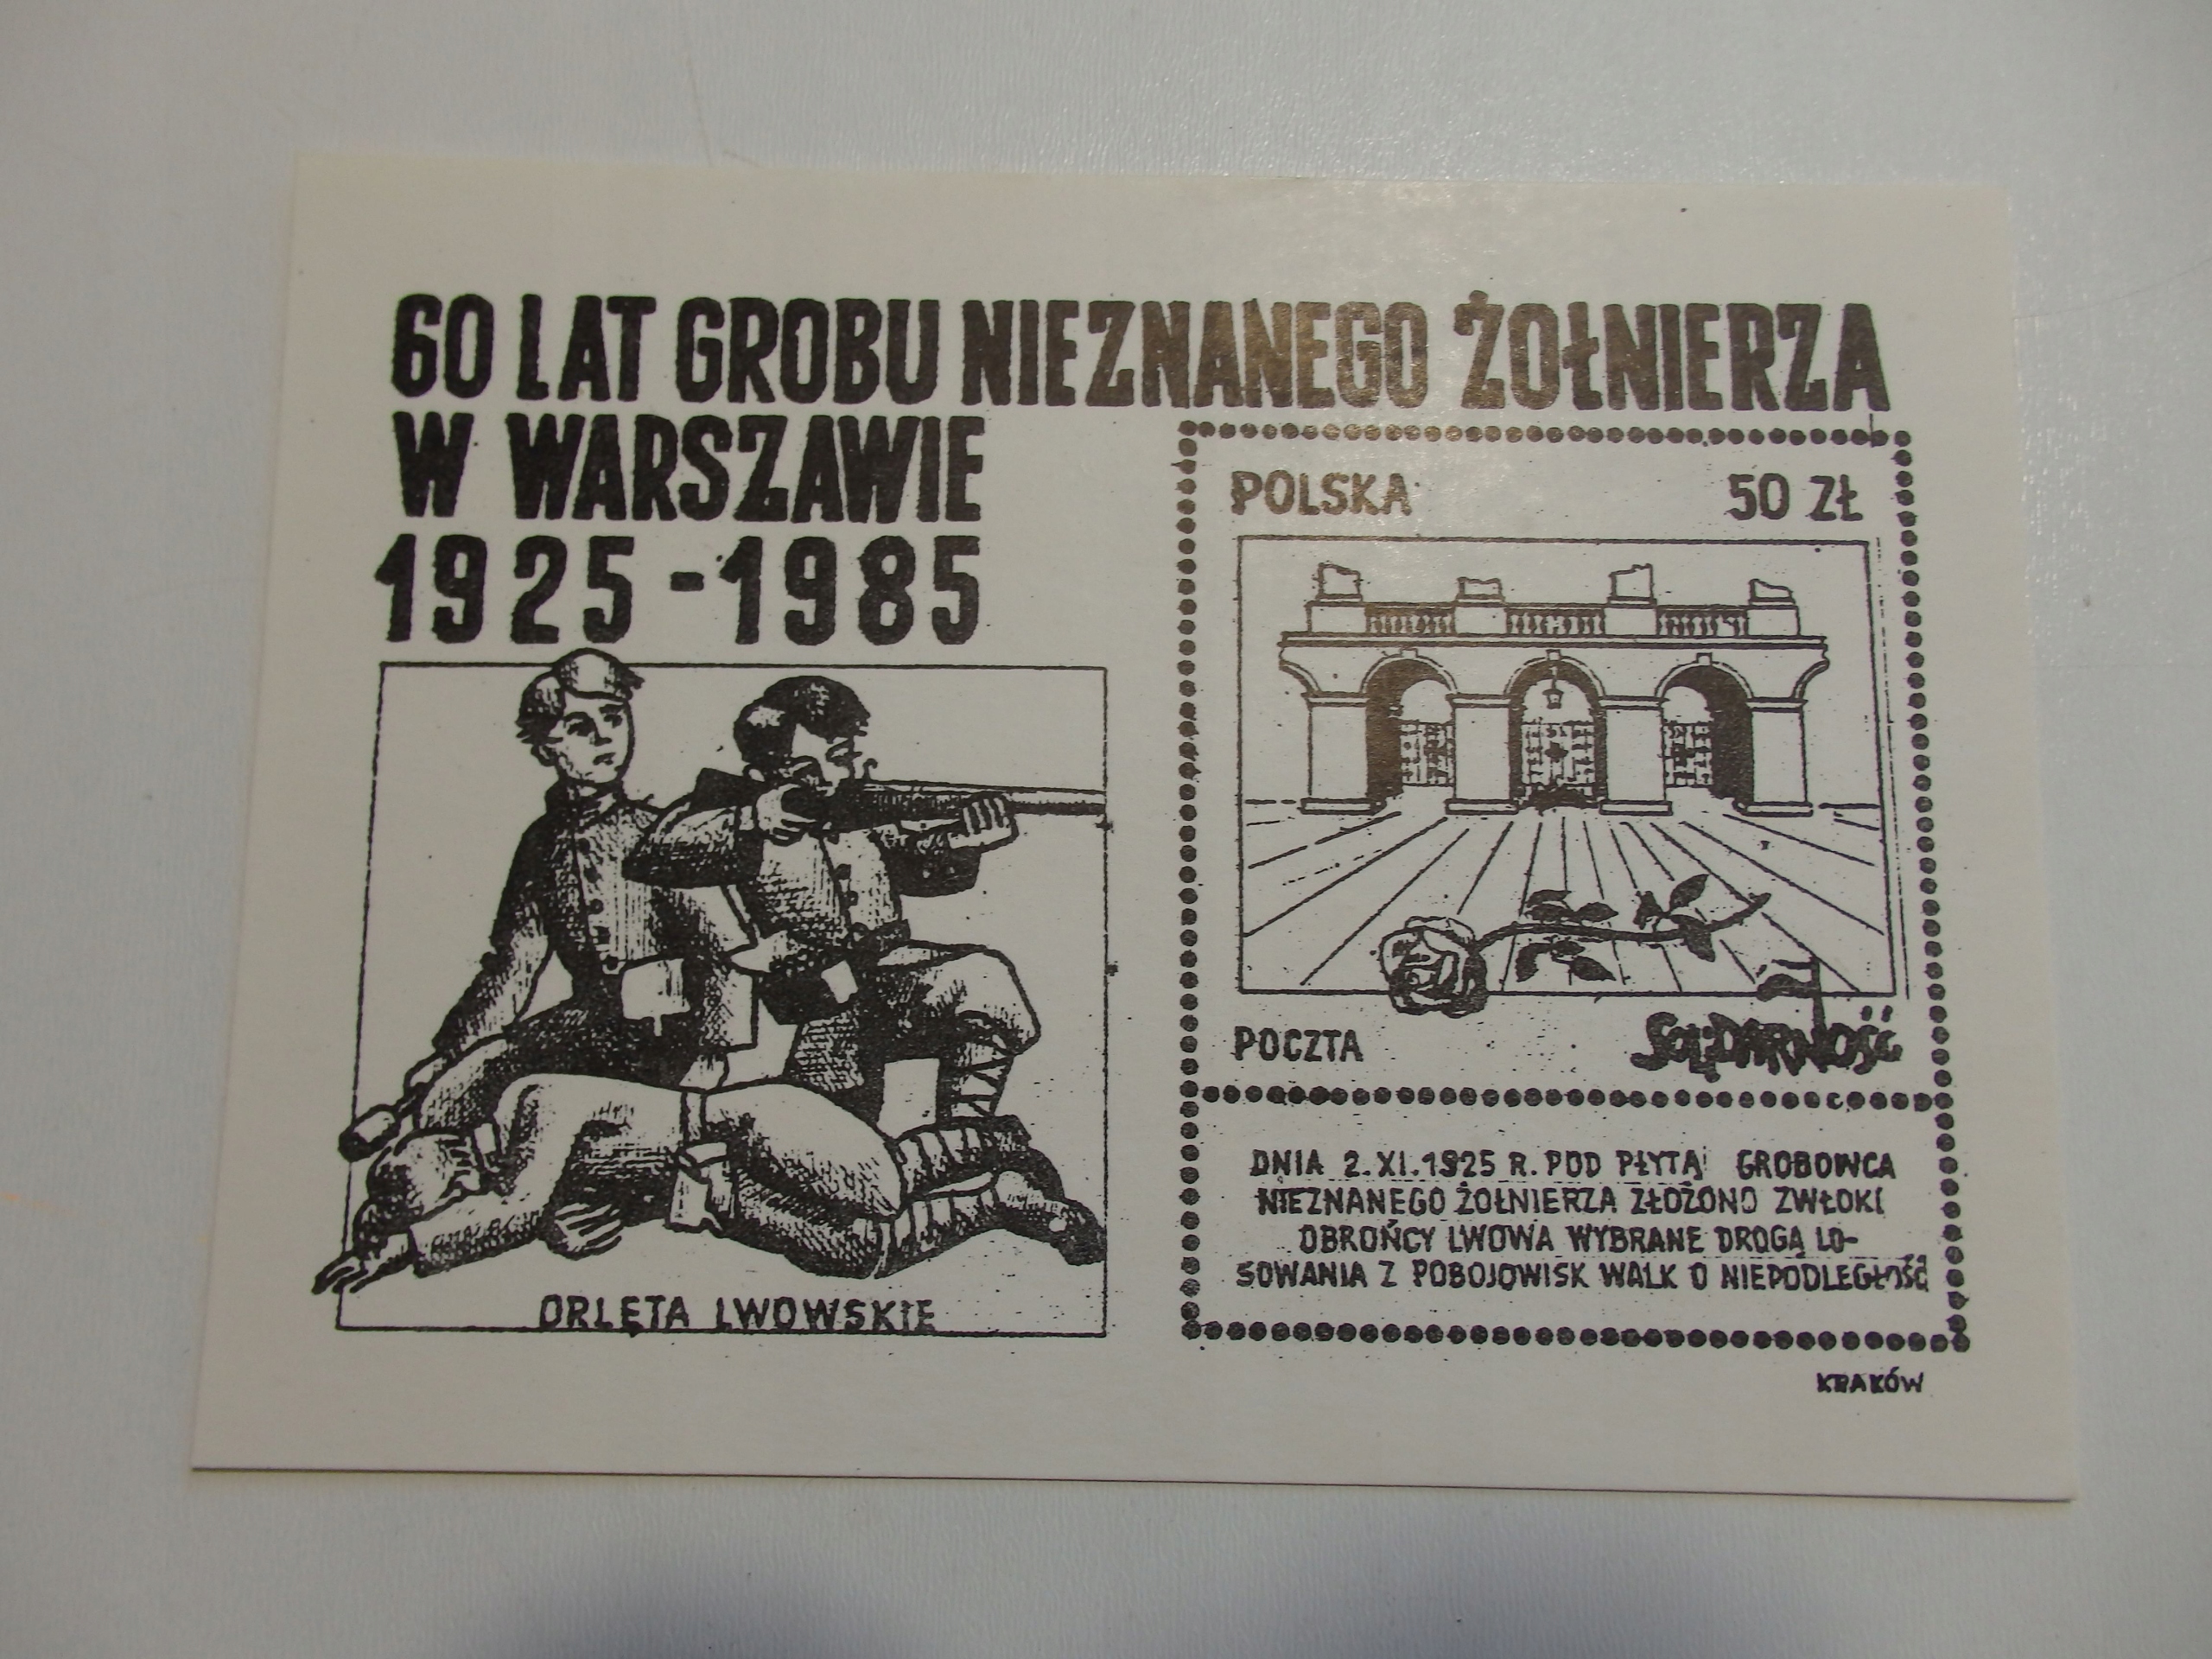 60 LAT GROBU NIEZNANEGO ŻOŁNIERZA
W WARSZAWIE
1925-1985
ORLĘTA LWOWSKIE
POLSKA 50 ZŁ
POCZTA SOLIDARNOŚĆ
DNIA 2.XI.1925 R. POD PŁYTĄ GROBOWCA
NIEZNANEGO ŻOŁNIERZA ZŁOŻONO ZWŁOKI
OBROŃCY LWOWA WYBRANE DROGĄ LO-
SOWANIA Z POBOJOWISK WALK O NIEPODLEGŁOŚĆ
KRAKÓW